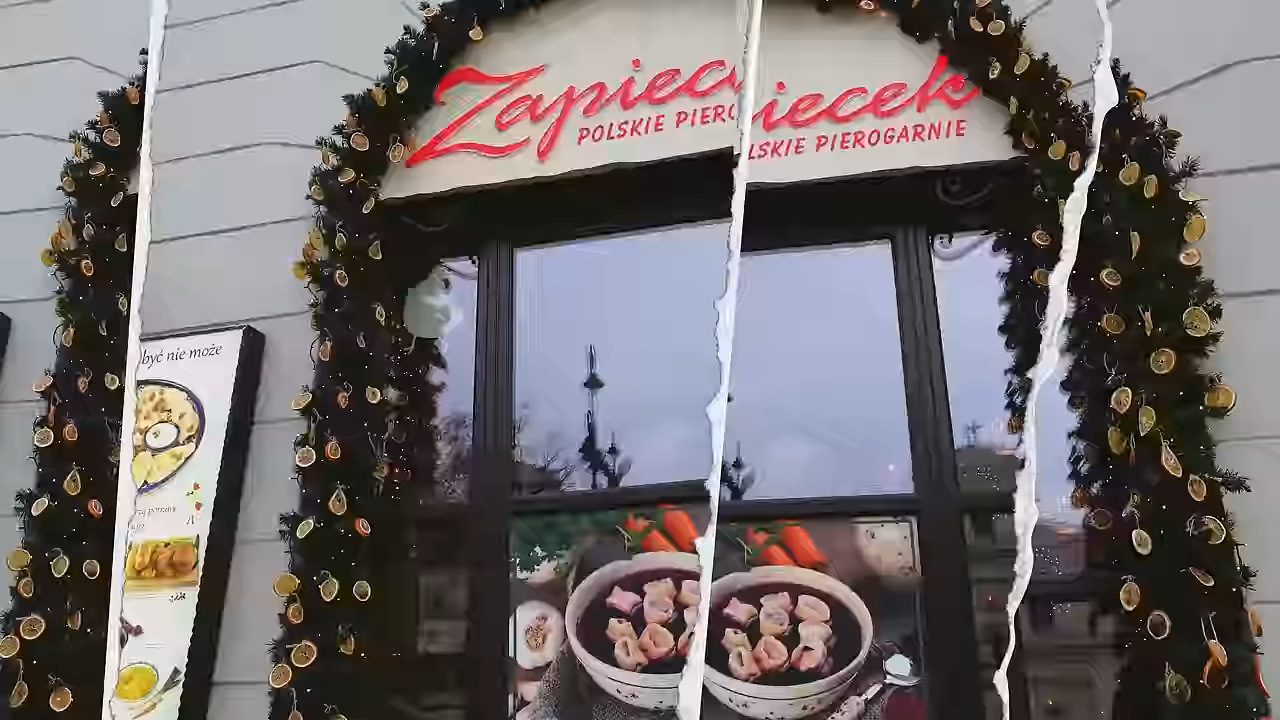 Zapiec
iecek
POLSKIE PIERO
LSKIE PIEROGARNIE
być nie może